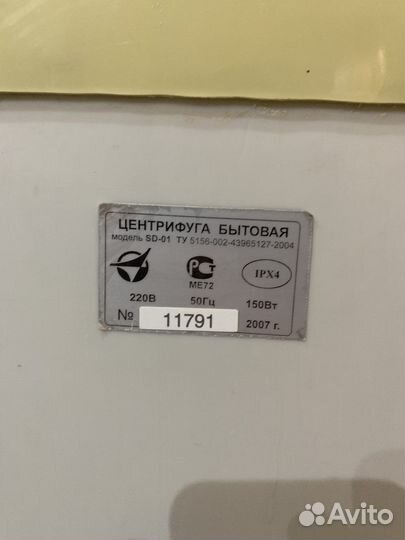 ЦЕНТРИФУГА БЫТОВАЯ
модель SD-01 ТУ 5156-002-43965127-2004
РСТ IPX4
МЕ72
220В 50Гц 150Вт
№ 11791 2007 г.
Avito